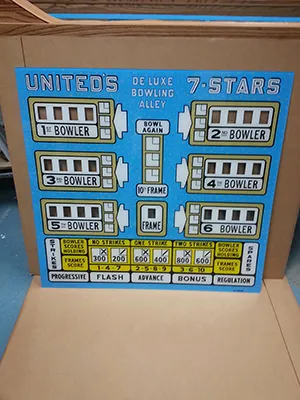 UNITED'S
DE LUXE
BOWLING
ALLEY
7-STARS
1ST BOWLER
BOWL
AGAIN
2ND BOWLER
3RD BOWLER
10TH FRAME
4TH BOWLER
5TH BOWLER
FRAME
6 BOWLER
STRIKES
BOWLER
SCORES
HOLDING
NO STRIKES
ONE STRIKE
TWO STRIKES
BOWLER
SCORES
HOLDING
SPARES
300 200
600 400
800 600
FRAMES
SCORE
1-4-7
2-5-8-9
3-6-10
FRAMES
SCORE
PROGRESSIVE
FLASH
ADVANCE
BONUS
REGULATION